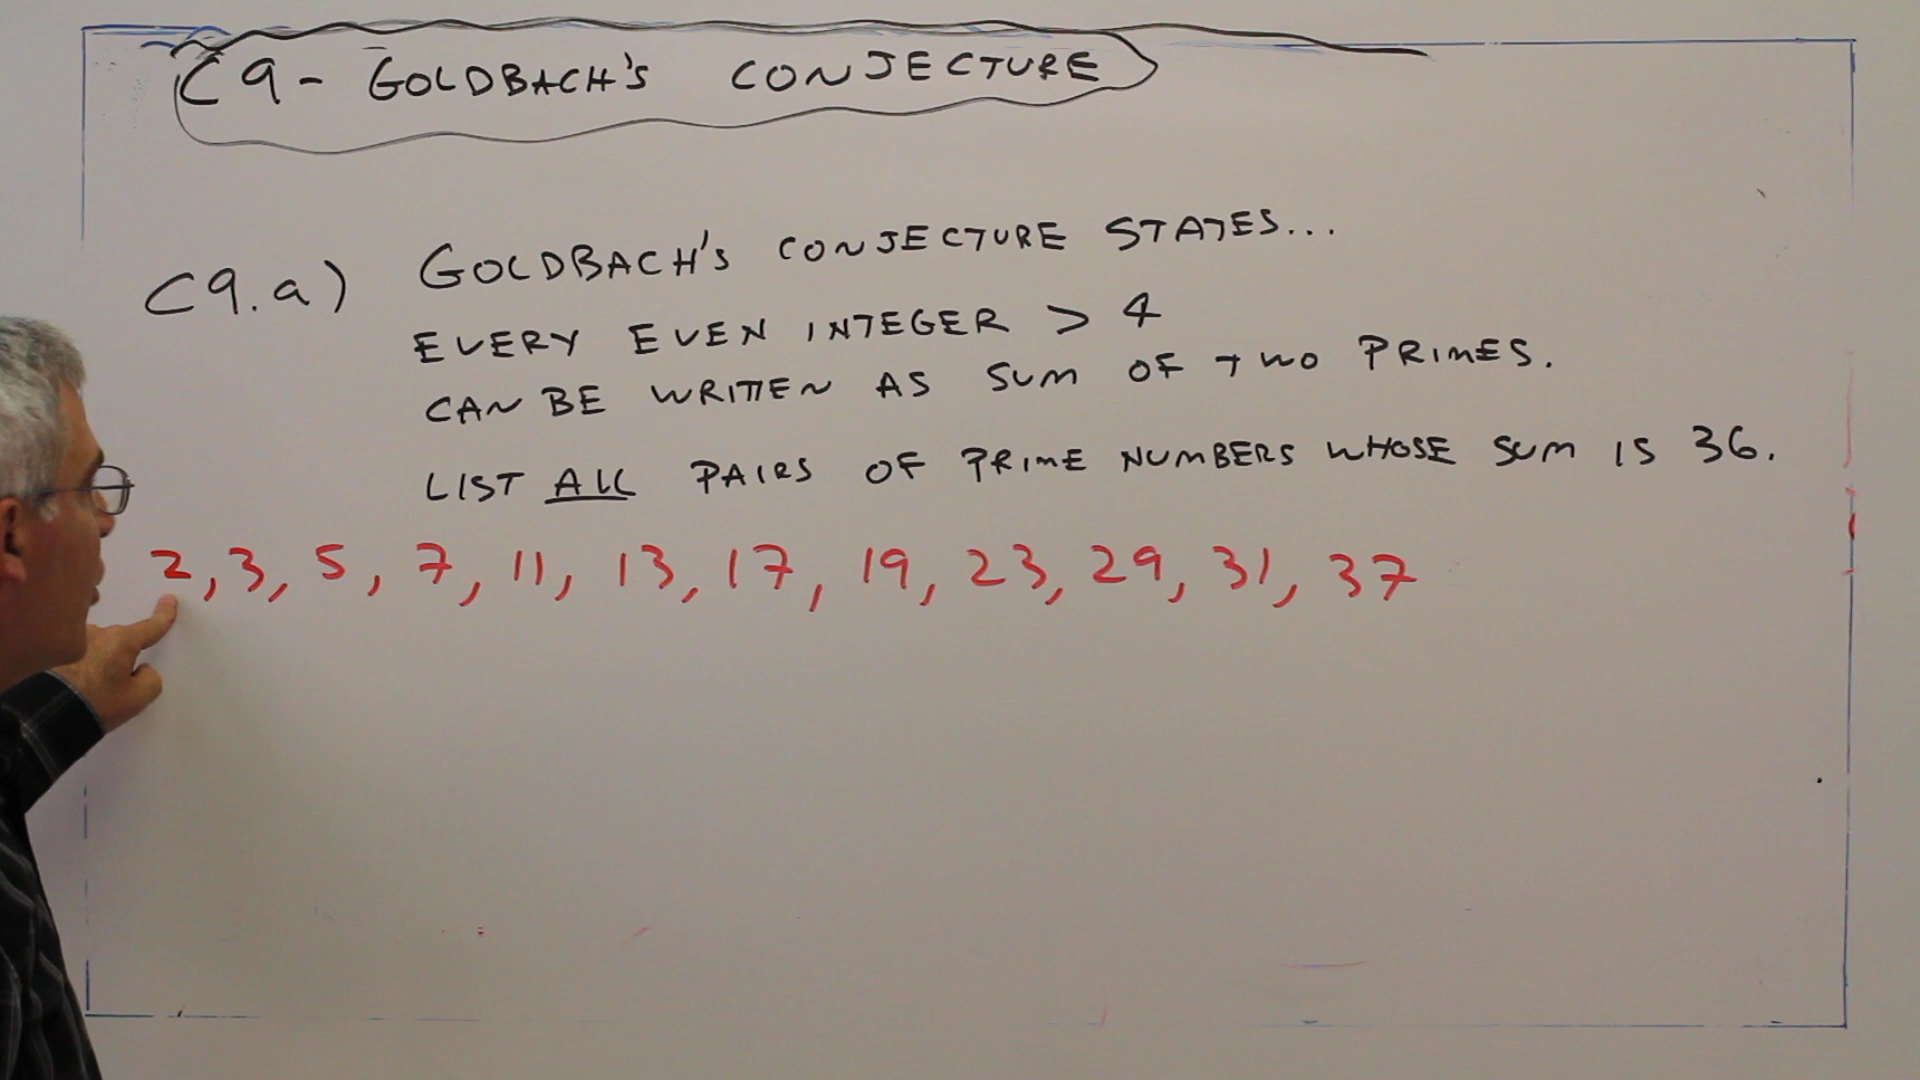 C9 - GOLDBACH'S CONJECTURE
C9.a) GOLDBACH'S CONJECTURE STATES...
EVERY EVEN INTEGER > 4
CAN BE WRITTEN AS SUM OF TWO PRIMES.
LIST ALL PAIRS OF PRIME NUMBERS WHOSE SUM IS 36.
2, 3, 5, 7, 11, 13, 17, 19, 23, 29, 31, 37